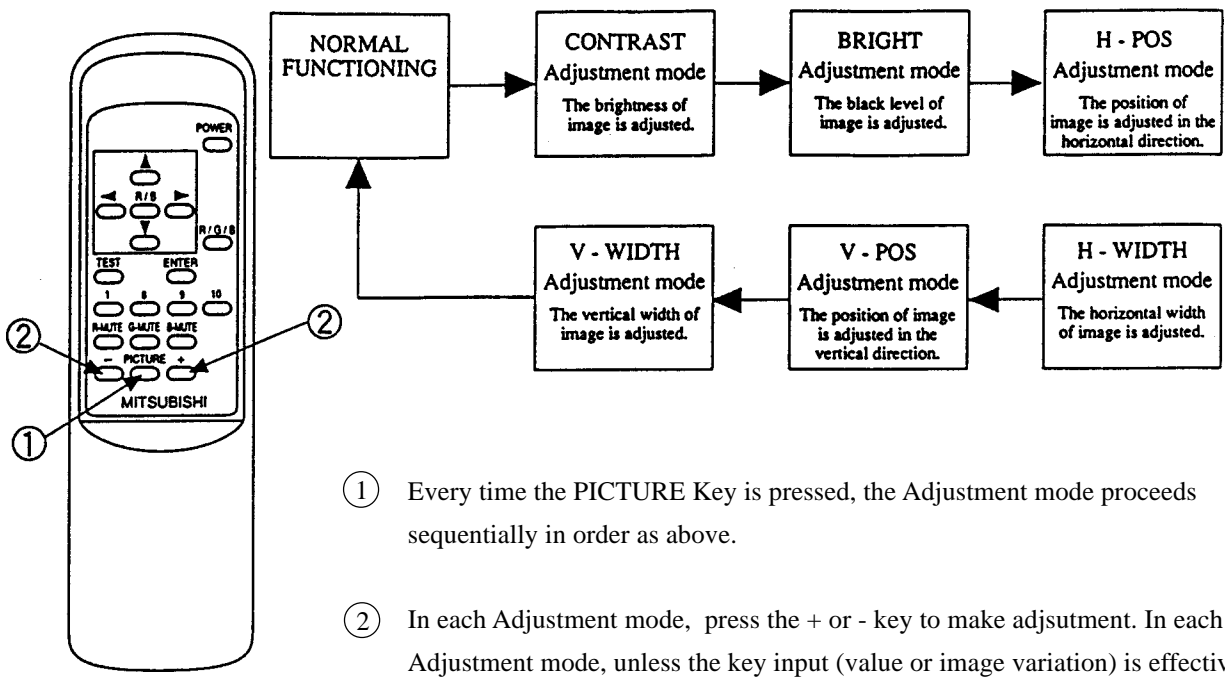 NORMAL
FUNCTIONING
CONTRAST
Adjustment mode
The brightness of
image is adjusted.
BRIGHT
Adjustment mode
The black level of
image is adjusted.
H - POS
Adjustment mode
The position of
image is adjusted in the
horizontal direction.
V - WIDTH
Adjustment mode
The vertical width of
image is adjusted.
V - POS
Adjustment mode
The position of image
is adjusted in the
vertical direction.
H - WIDTH
Adjustment mode
The horizontal width
of image is adjusted.
POWER
R / S
R / G / B
TEST ENTER
1 8 9 10
R-MUTE G-MUTE B-MUTE
- PICTURE +
MITSUBISHI
②
②
①
① Every time the PICTURE Key is pressed, the Adjustment mode proceeds
sequentially in order as above.
② In each Adjustment mode, press the + or - key to make adjsutment. In each
Adjustment mode, unless the key input (value or image variation) is effectiv